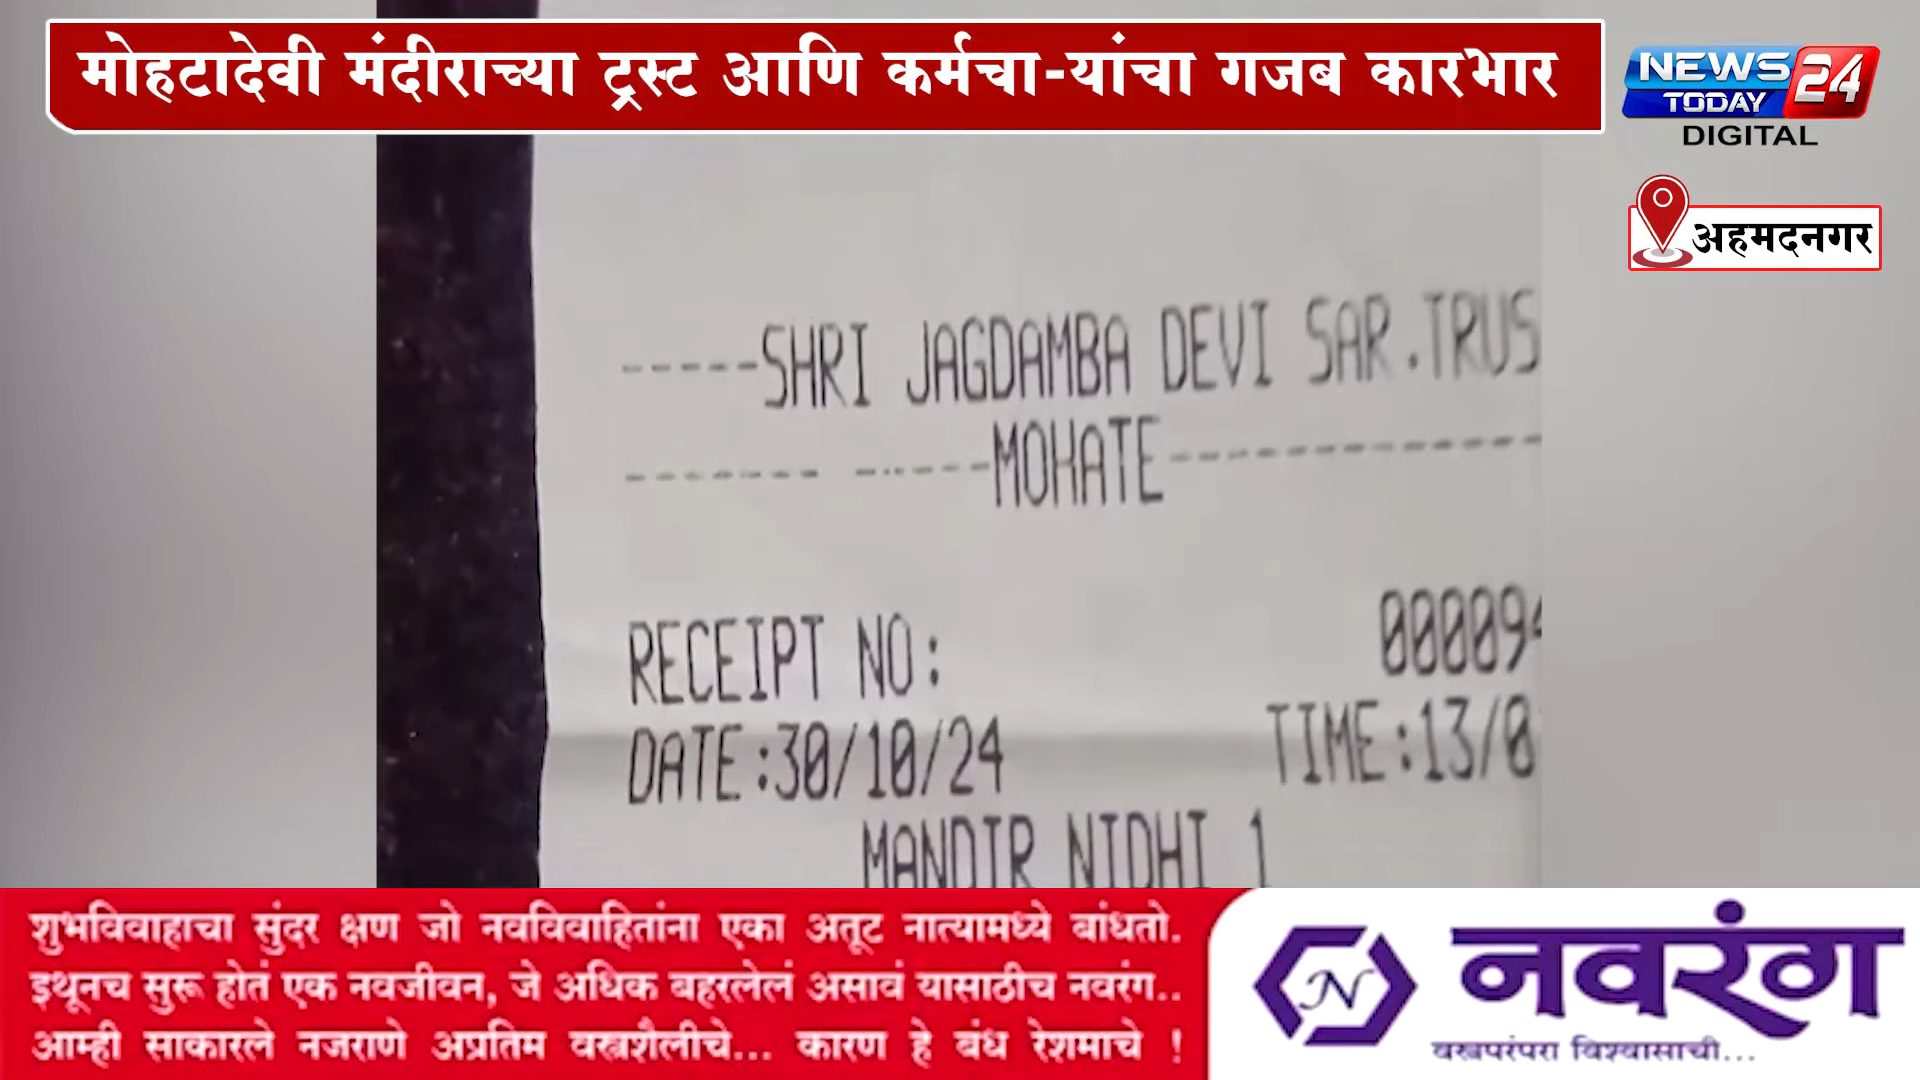 मोहटादेवी मंदीराच्या ट्रस्ट आणि कर्मचा-यांचा गजब कारभार
NEWS 24
TODAY
DIGITAL
अहमदनगर
-----SHRI JAGDAMBA DEVI SAR.TRUS
------- -----MOHATE------------
RECEIPT NO: 000094
DATE:30/10/24 TIME:13/0
MANDIR NIDHI 1
शुभविवाहाचा सुंदर क्षण जो नवविवाहितांना एका अतूट नात्यामध्ये बांधतो.
इथूनच सुरू होतं एक नवजीवन, जे अधिक बहरलेलं असावं यासाठीच नवरंग..
आम्ही साकारले नजराणे अप्रतिम वस्त्रशैलीचे... कारण हे बंध रेशमाचे !
N
नवरंग
वस्त्रपरंपरा विश्वासाची...